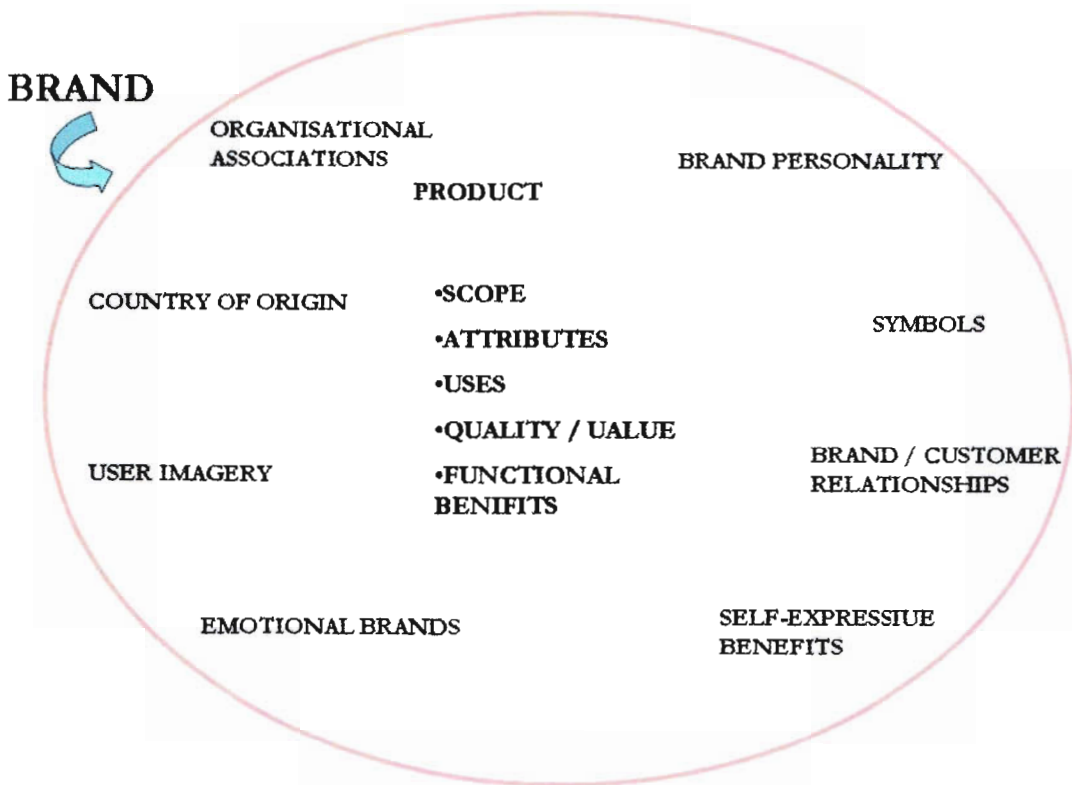 BRAND
ORGANISATIONAL
ASSOCIATIONS
BRAND PERSONALITY
PRODUCT
COUNTRY OF ORIGIN
•SCOPE
SYMBOLS
•ATTRIBUTES
•USES
•QUALITY / UALUE
BRAND / CUSTOMER
RELATIONSHIPS
USER IMAGERY
•FUNCTIONAL
BENIFITS
EMOTIONAL BRANDS
SELF-EXPRESSIUE
BENEFITS